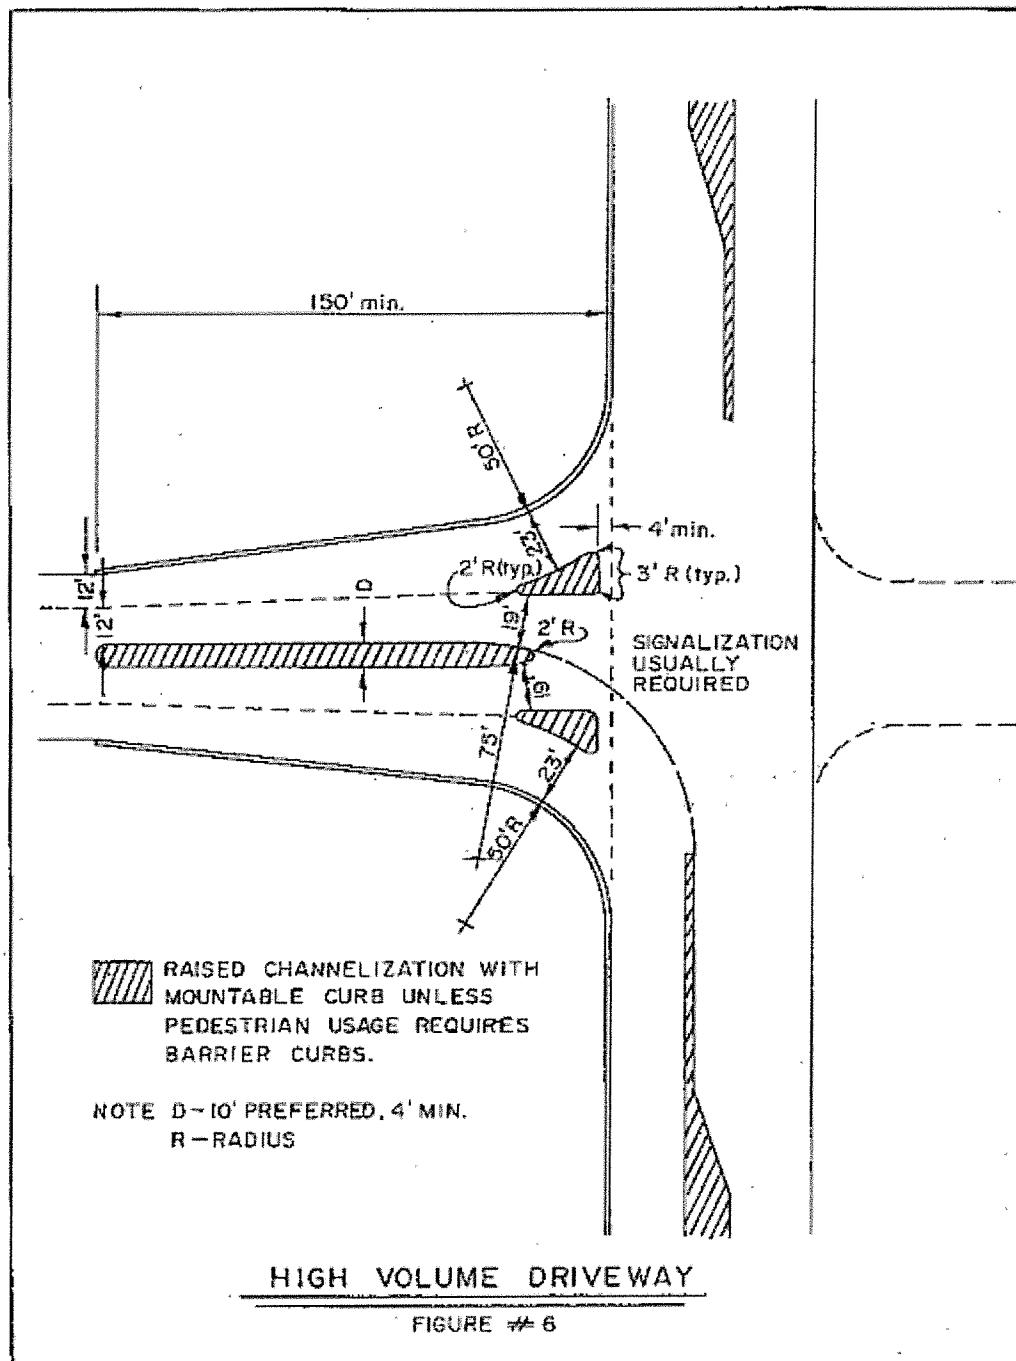 150' min.
50' R
23'
4' min.
2' R (typ.)
3' R (typ.)
12'
12'
D
19'
2' R
SIGNALIZATION
USUALLY
REQUIRED
19'
75'
23'
50' R
RAISED CHANNELIZATION WITH
MOUNTABLE CURB UNLESS
PEDESTRIAN USAGE REQUIRES
BARRIER CURBS.
NOTE D-10' PREFERRED, 4' MIN.
R-RADIUS
HIGH VOLUME DRIVEWAY
FIGURE # 6